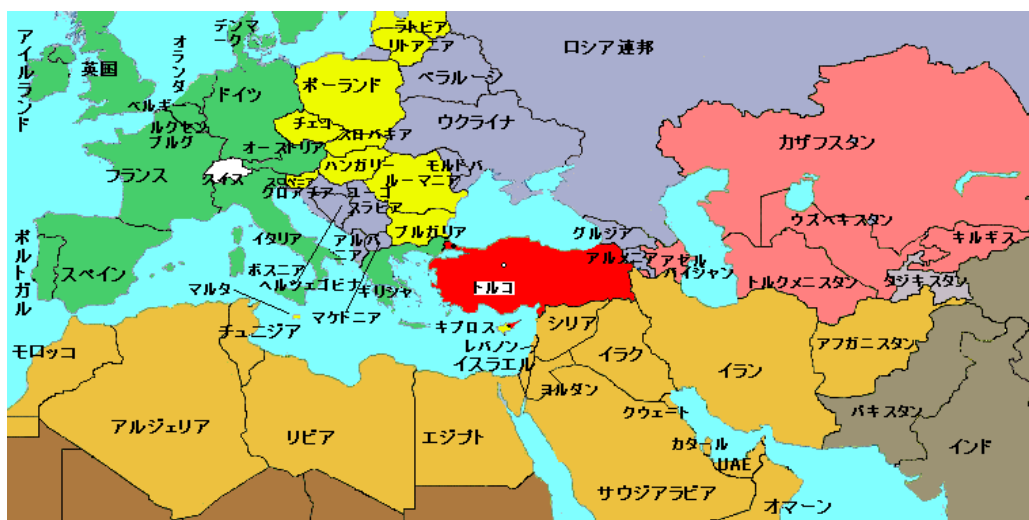 デンマ
ーク
ラトビア
リトアニア
ロシア連邦
アイルランド
英国
オランダ
ベラルーシ
ポーランド
ドイツ
ベルギー
ルクセン
ブルグ
チェコ
スロバキア
ウクライナ
カザフスタン
オーストリア
フランス
スイス
ハンガリー
モルドバ
スロベニア
ルーマニア
クロアチア
ユーゴ
スラビア
ウズベキスタン
ポルトガル
スペイン
イタリア
アルバ
ニア
ブルガリア
グルジア
キルギス
アルメニア
アゼル
バイジャン
トルクメニスタン
タジキスタン
ボスニア
ヘルツェゴビナ
ギリシャ
トルコ
マルタ
マケドニア
チュニジア
キプロス
シリア
レバノン
イスラエル
モロッコ
イラク
イラン
アフガニスタン
ヨルダン
クウェート
パキスタン
アルジェリア
リビア
エジプト
カタール
インド
UAE
サウジアラビア
オマーン